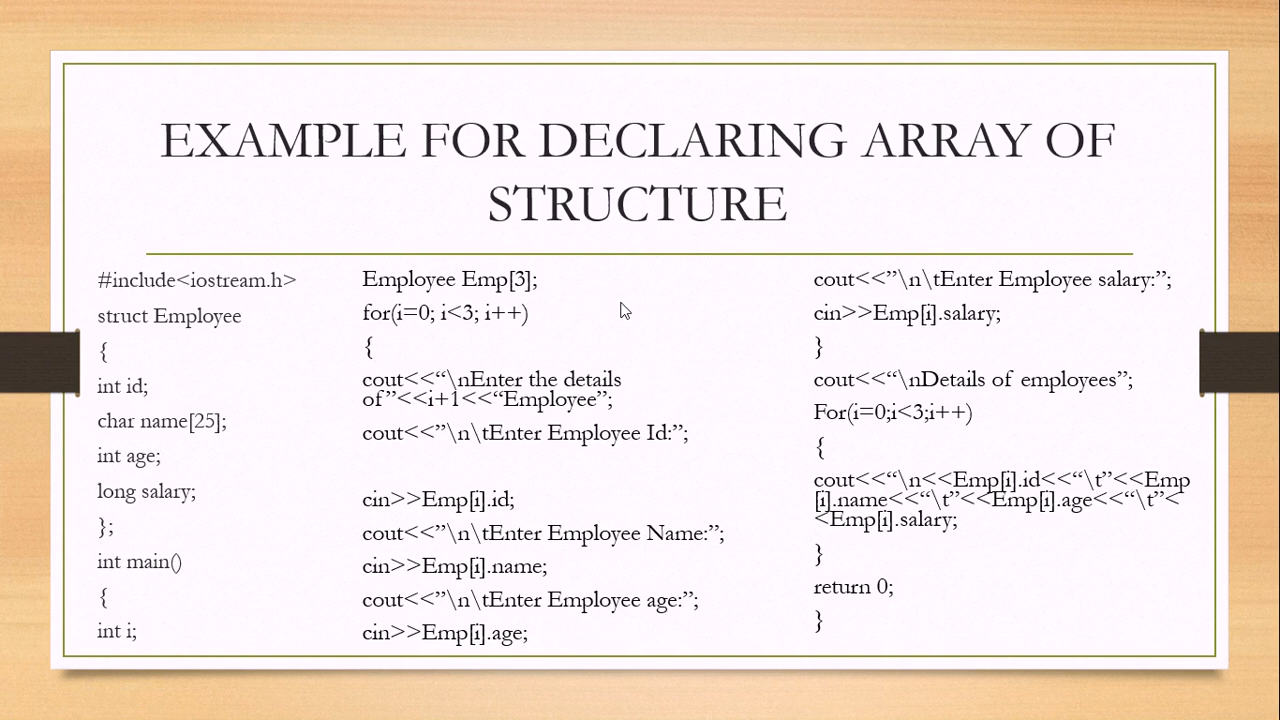 EXAMPLE FOR DECLARING ARRAY OF
STRUCTURE
#include<iostream.h>
struct Employee
{
int id;
char name[25];
int age;
long salary;
};
int main()
{
int i;
Employee Emp[3];
for(i=0; i<3; i++)
{
cout<<“\nEnter the details
of”<<i+1<<“Employee”;
cout<<”\n\tEnter Employee Id:”;
cin>>Emp[i].id;
cout<<”\n\tEnter Employee Name:”;
cin>>Emp[i].name;
cout<<”\n\tEnter Employee age:”;
cin>>Emp[i].age;
cout<<”\n\tEnter Employee salary:”;
cin>>Emp[i].salary;
}
cout<<“\nDetails of employees”;
For(i=0;i<3;i++)
{
cout<<“\n<<Emp[i].id<<“\t”<<Emp
[i].name<<“\t”<<Emp[i].age<<“\t”<
<Emp[i].salary;
}
return 0;
}